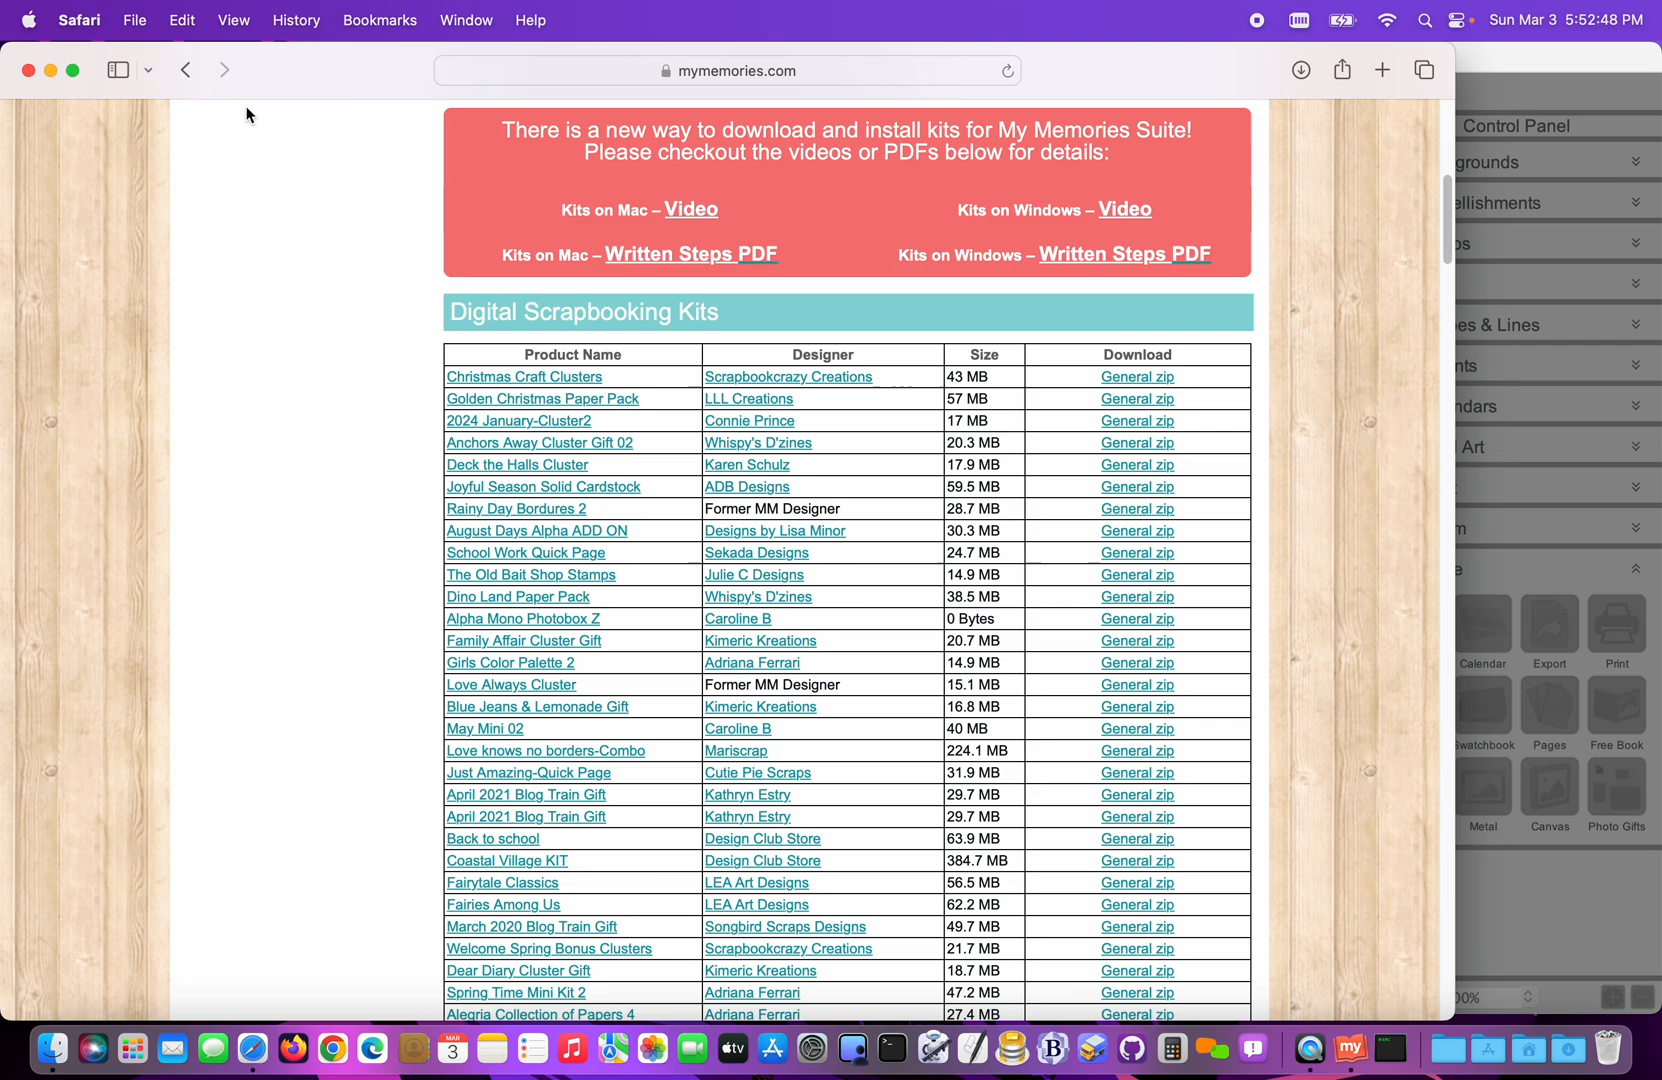 Safari File Edit View History Bookmarks Window Help Sun Mar 3 5:52:48 PM
mymemories.com
There is a new way to download and install kits for My Memories Suite!
Please checkout the videos or PDFs below for details:
Kits on Mac – Video Kits on Windows – Video
Kits on Mac – Written Steps PDF Kits on Windows – Written Steps PDF
Digital Scrapbooking Kits
Product Name Designer Size Download
Christmas Craft Clusters Scrapbookcrazy Creations 43 MB General zip
Golden Christmas Paper Pack LLL Creations 57 MB General zip
2024 January-Cluster2 Connie Prince 17 MB General zip
Anchors Away Cluster Gift 02 Whispy's D'zines 20.3 MB General zip
Deck the Halls Cluster Karen Schulz 17.9 MB General zip
Joyful Season Solid Cardstock ADB Designs 59.5 MB General zip
Rainy Day Bordures 2 Former MM Designer 28.7 MB General zip
August Days Alpha ADD ON Designs by Lisa Minor 30.3 MB General zip
School Work Quick Page Sekada Designs 24.7 MB General zip
The Old Bait Shop Stamps Julie C Designs 14.9 MB General zip
Dino Land Paper Pack Whispy's D'zines 38.5 MB General zip
Alpha Mono Photobox Z Caroline B 0 Bytes General zip
Family Affair Cluster Gift Kimeric Kreations 20.7 MB General zip
Girls Color Palette 2 Adriana Ferrari 14.9 MB General zip
Love Always Cluster Former MM Designer 15.1 MB General zip
Blue Jeans & Lemonade Gift Kimeric Kreations 16.8 MB General zip
May Mini 02 Caroline B 40 MB General zip
Love knows no borders-Combo Mariscrap 224.1 MB General zip
Just Amazing-Quick Page Cutie Pie Scraps 31.9 MB General zip
April 2021 Blog Train Gift Kathryn Estry 29.7 MB General zip
April 2021 Blog Train Gift Kathryn Estry 29.7 MB General zip
Back to school Design Club Store 63.9 MB General zip
Coastal Village KIT Design Club Store 384.7 MB General zip
Fairytale Classics LEA Art Designs 56.5 MB General zip
Fairies Among Us LEA Art Designs 62.2 MB General zip
March 2020 Blog Train Gift Songbird Scraps Designs 49.7 MB General zip
Welcome Spring Bonus Clusters Scrapbookcrazy Creations 21.7 MB General zip
Dear Diary Cluster Gift Kimeric Kreations 18.7 MB General zip
Spring Time Mini Kit 2 Adriana Ferrari 47.2 MB General zip
Alegria Collection of Papers 4 Adriana Ferrari 27.4 MB General zip
Control Panel
grounds
ellishments
es & Lines
nts
ndars
Art
Calendar Export Print
Swatchbook Pages Free Book
Metal Canvas Photo Gifts
00%
MAR
3
tv
my